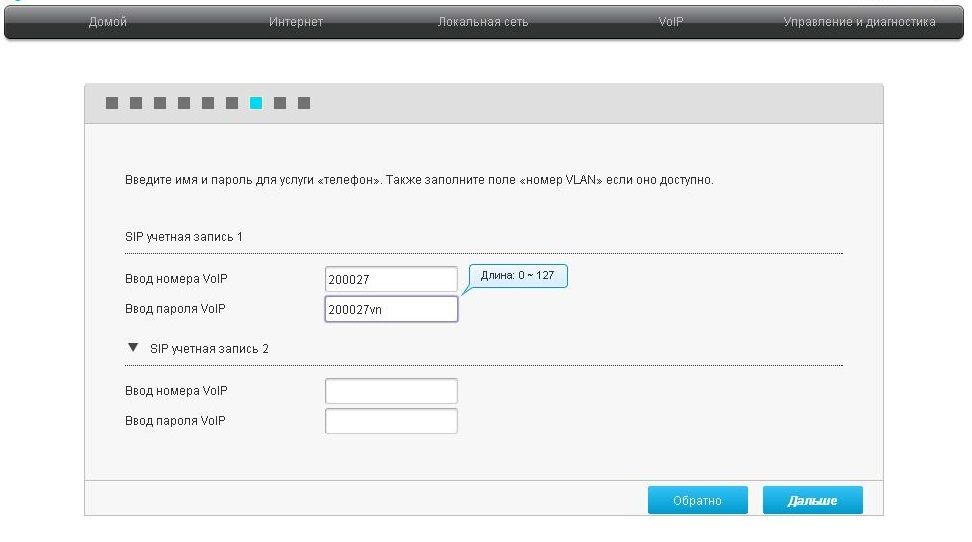 Домой Интернет Локальная сеть VoIP Управление и диагностика
Введите имя и пароль для услуги «телефон». Также заполните поле «номер VLAN» если оно доступно.
SIP учетная запись 1
Ввод номера VoIP 200027 Длина: 0 ~ 127
Ввод пароля VoIP 200027vn
SIP учетная запись 2
Ввод номера VoIP
Ввод пароля VoIP
Обратно Дальше